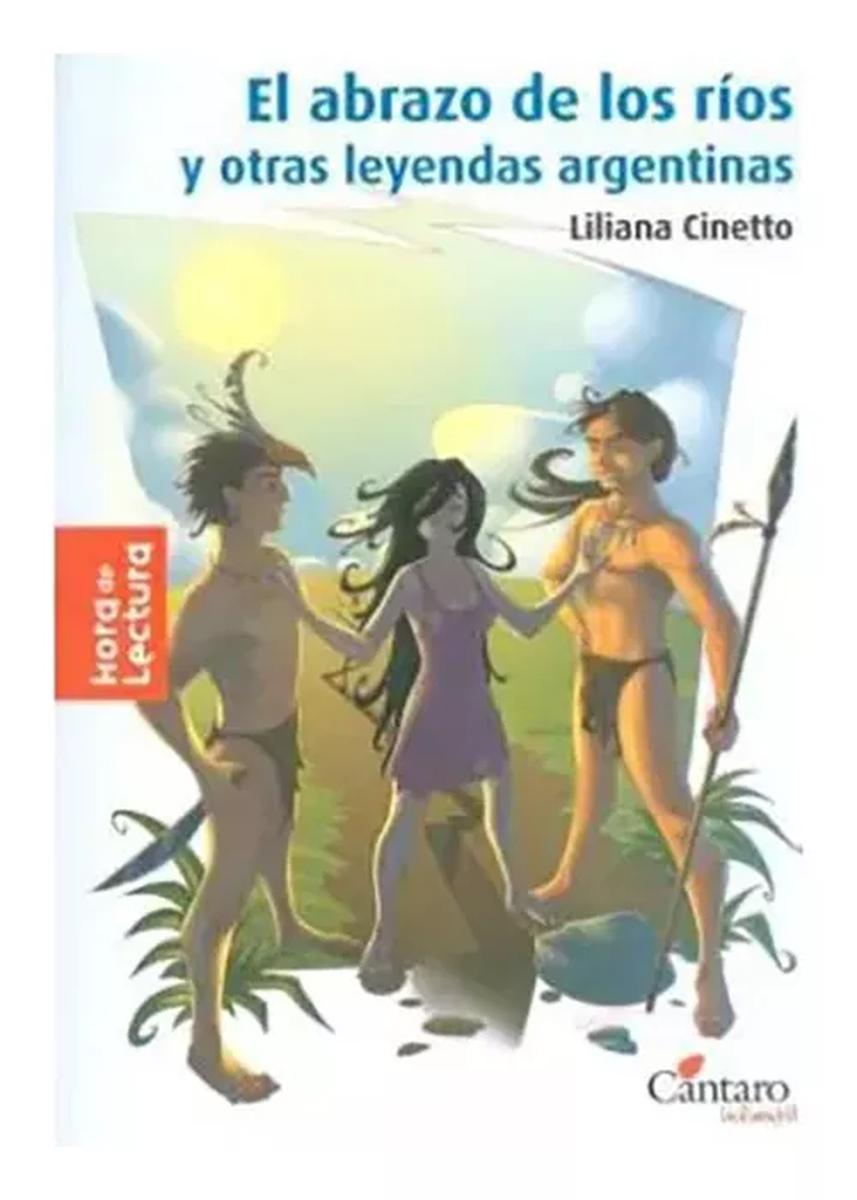 El abrazo de los ríos
y otras leyendas argentinas
Liliana Cinetto
Hora de
Lectura
Cántaro